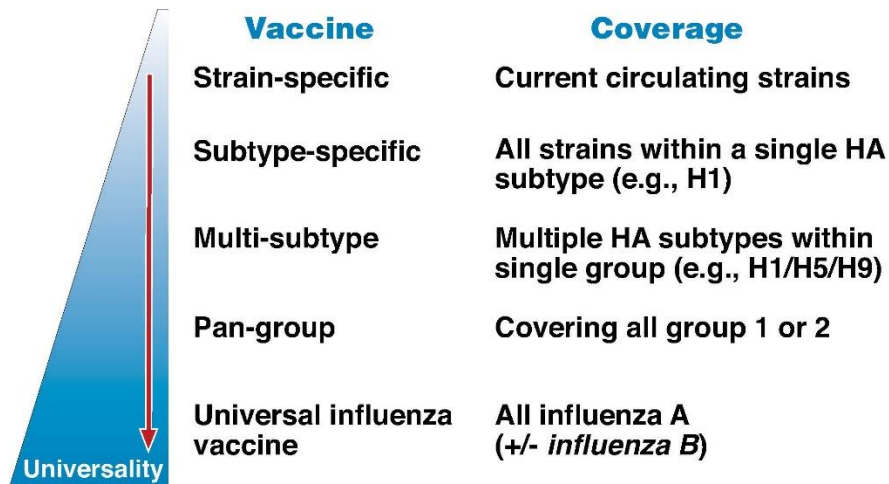 Vaccine Coverage
Strain-specific Current circulating strains
Subtype-specific All strains within a single HA
subtype (e.g., H1)
Multi-subtype Multiple HA subtypes within
single group (e.g., H1/H5/H9)
Pan-group Covering all group 1 or 2
Universal influenza All influenza A
vaccine (+/- influenza B)
Universality